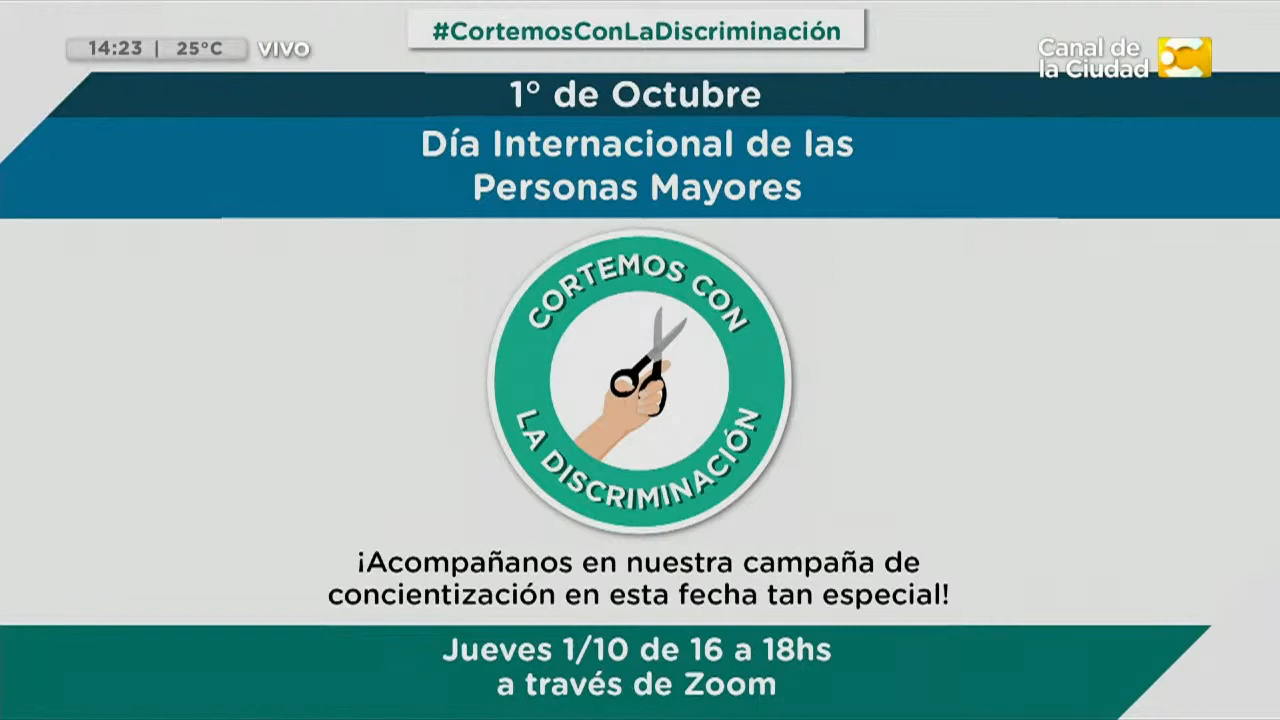 #CortemosConLaDiscriminación
14:23 | 25°C VIVO
Canal de
la Ciudad
1° de Octubre
Día Internacional de las
Personas Mayores
CORTEMOS CON
LA DISCRIMINACIÓN
¡Acompañanos en nuestra campaña de
concientización en esta fecha tan especial!
Jueves 1/10 de 16 a 18hs
a través de Zoom